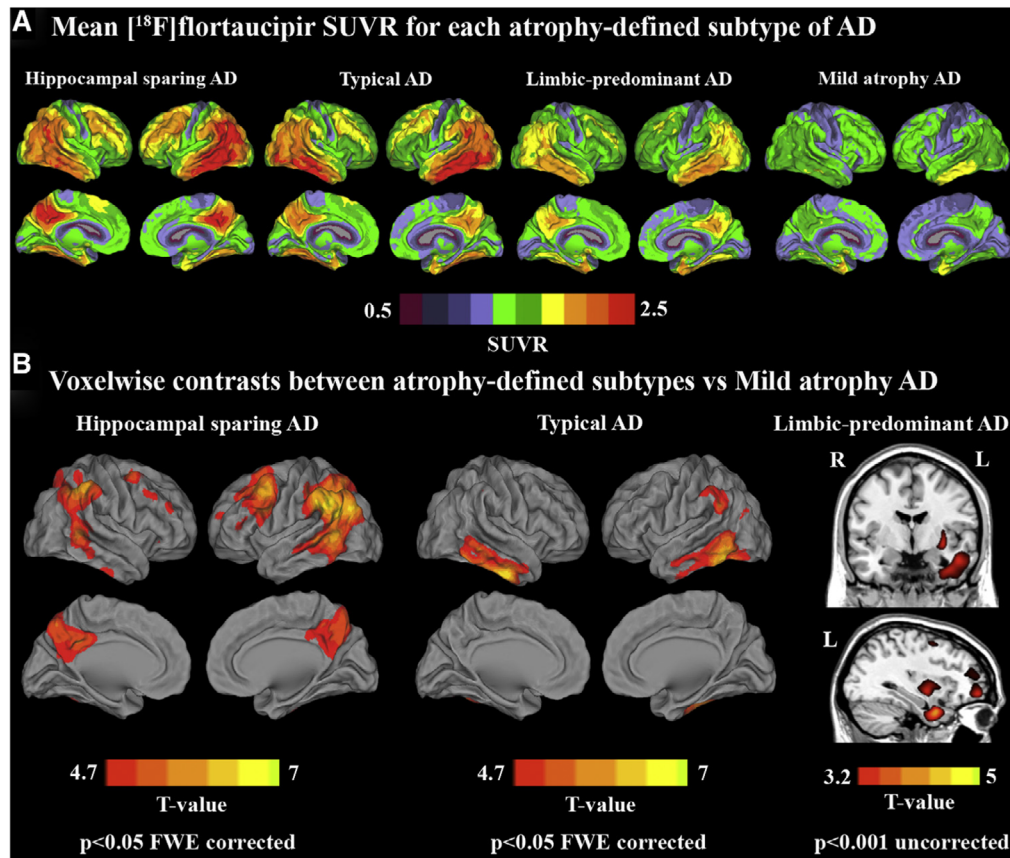 A Mean [¹⁸F]flortaucipir SUVR for each atrophy-defined subtype of AD
Hippocampal sparing AD Typical AD Limbic-predominant AD Mild atrophy AD
0.5 2.5
SUVR
B Voxelwise contrasts between atrophy-defined subtypes vs Mild atrophy AD
Hippocampal sparing AD Typical AD Limbic-predominant AD
R L
L
4.7 7 4.7 7 3.2 5
T-value T-value T-value
p<0.05 FWE corrected p<0.05 FWE corrected p<0.001 uncorrected